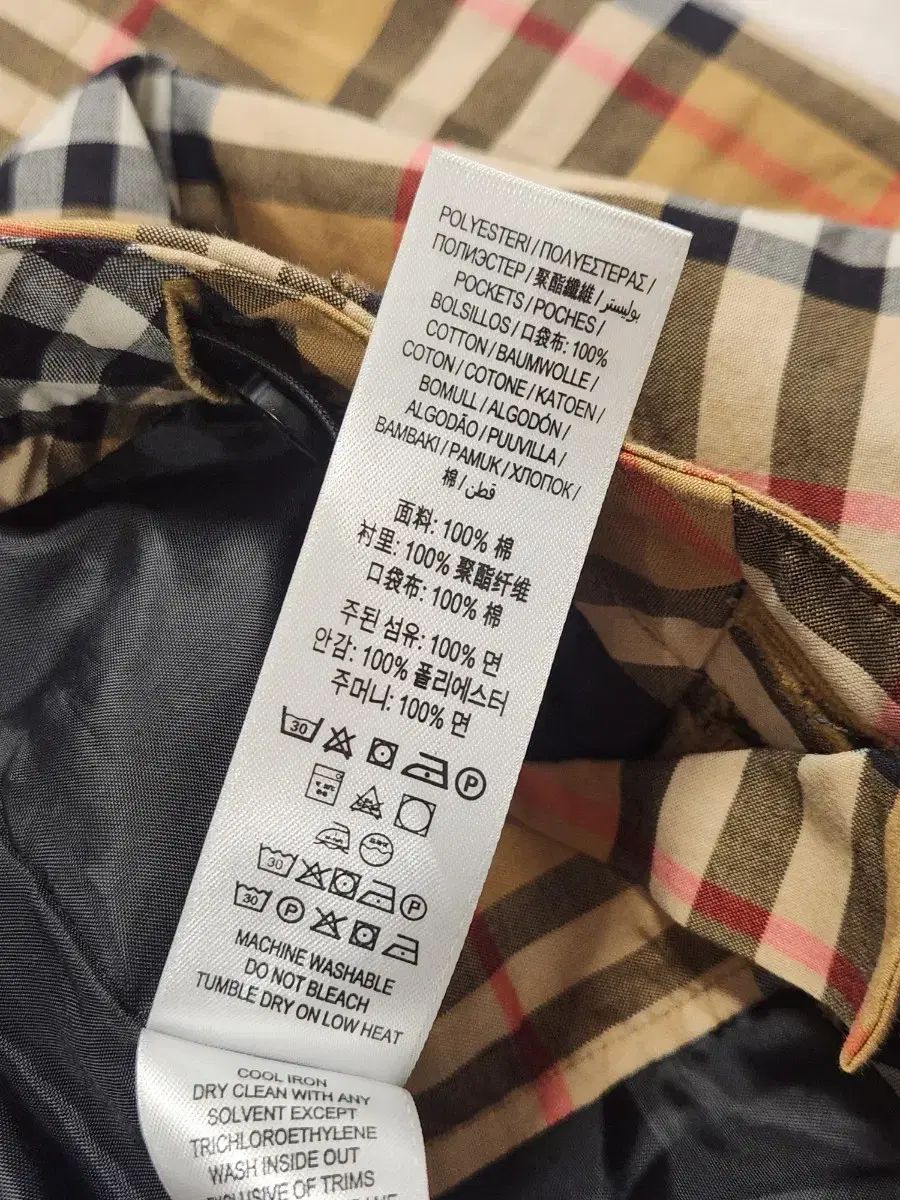 POLYESTERI / ΠΟΛΥΕΣΤΕΡΑΣ /
ПОЛИЭСТЕР / 聚酯纖維 / بوليستر /
POCKETS / POCHES /
BOLSILLOS / 口袋布: 100%
COTTON / BAUMWOLLE /
COTON / COTONE / KATOEN /
BOMULL / ALGODÓN /
ALGODÃO / PUUVILLA /
BAMBAKI / PAMUK / ХЛОПОК /
棉 / قطن /
面料: 100% 棉
衬里: 100% 聚酯纤维
口袋布: 100% 棉
주된 섬유: 100% 면
안감: 100% 폴리에스터
주머니: 100% 면
30 P
30 P
30 P
MACHINE WASHABLE
DO NOT BLEACH
TUMBLE DRY ON LOW HEAT
COOL IRON
DRY CLEAN WITH ANY
SOLVENT EXCEPT
TRICHLOROETHYLENE
WASH INSIDE OUT
EXCLUSIVE OF TRIMS